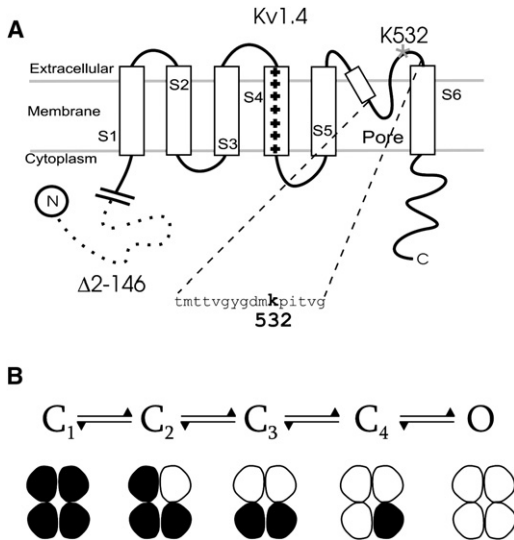 A
Kv1.4
K532
Extracellular
Membrane
Cytoplasm
S1
S2
S3
S4
S5
Pore
S6
N
Δ2-146
C
tmttvgygdmkpitvg
532
B
C1 C2 C3 C4 O